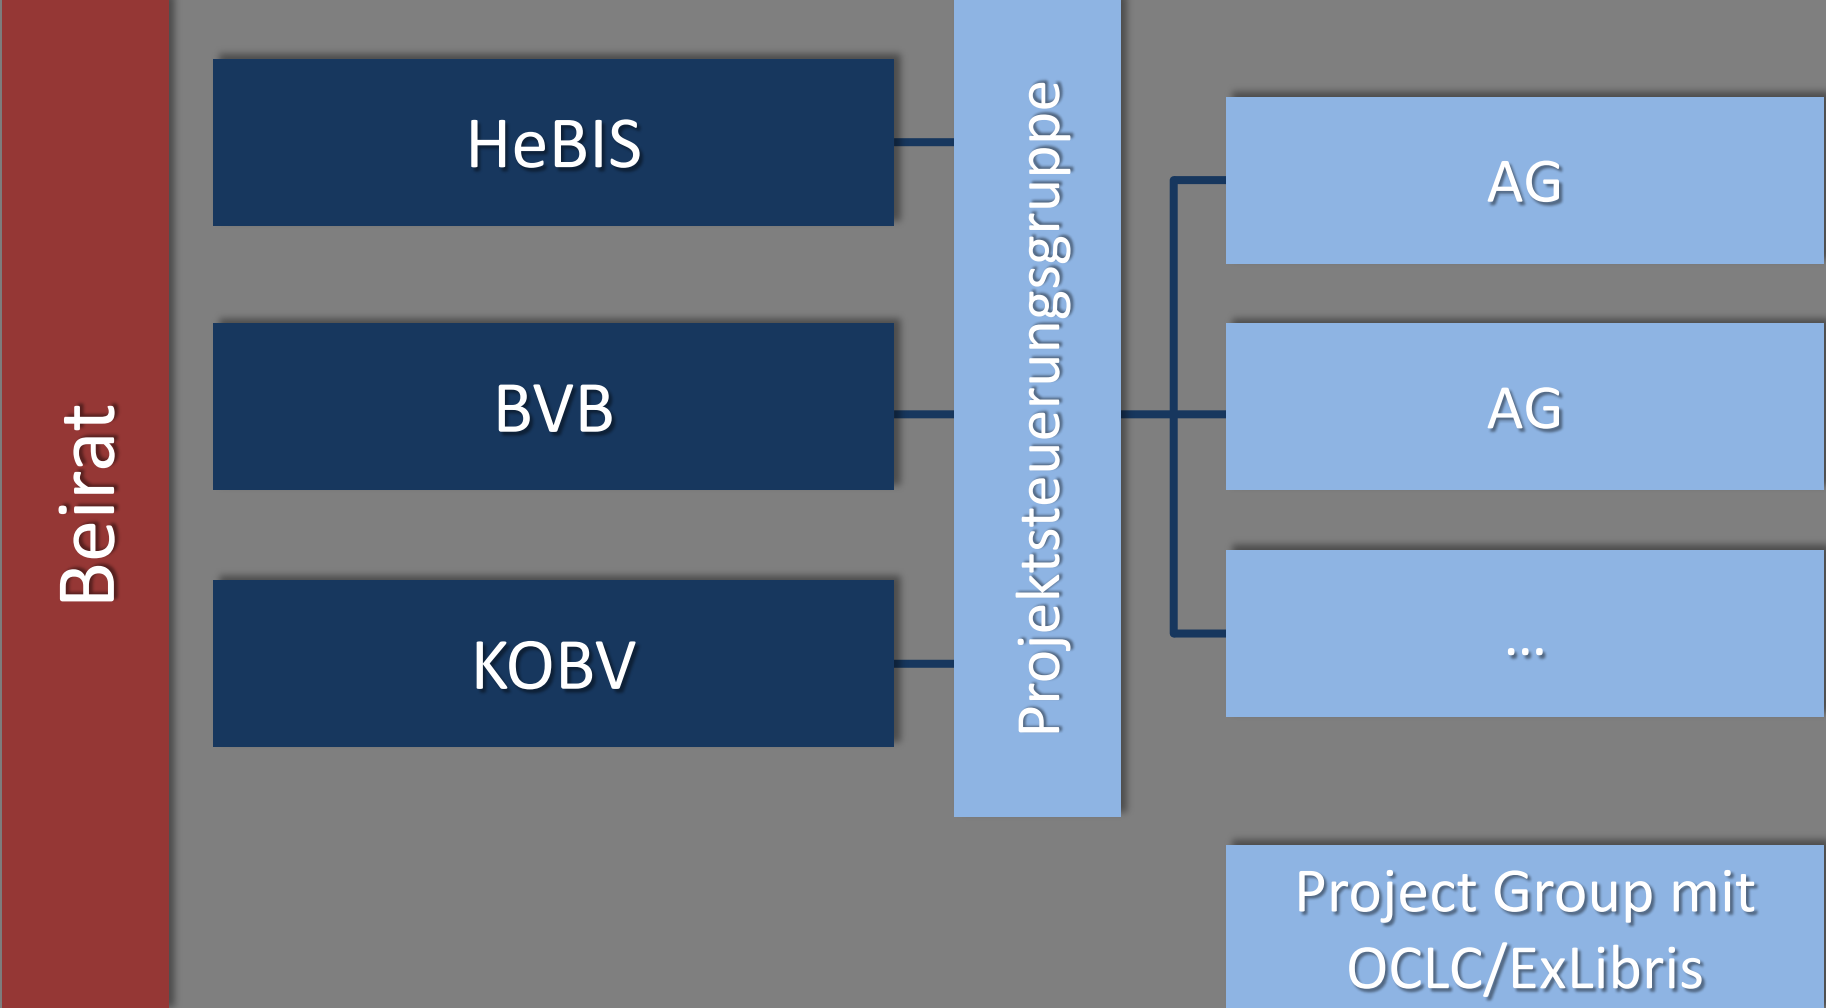 Beirat
HeBIS
BVB
KOBV
Projektsteuerungsgruppe
AG
AG
...
Project Group mit
OCLC/ExLibris